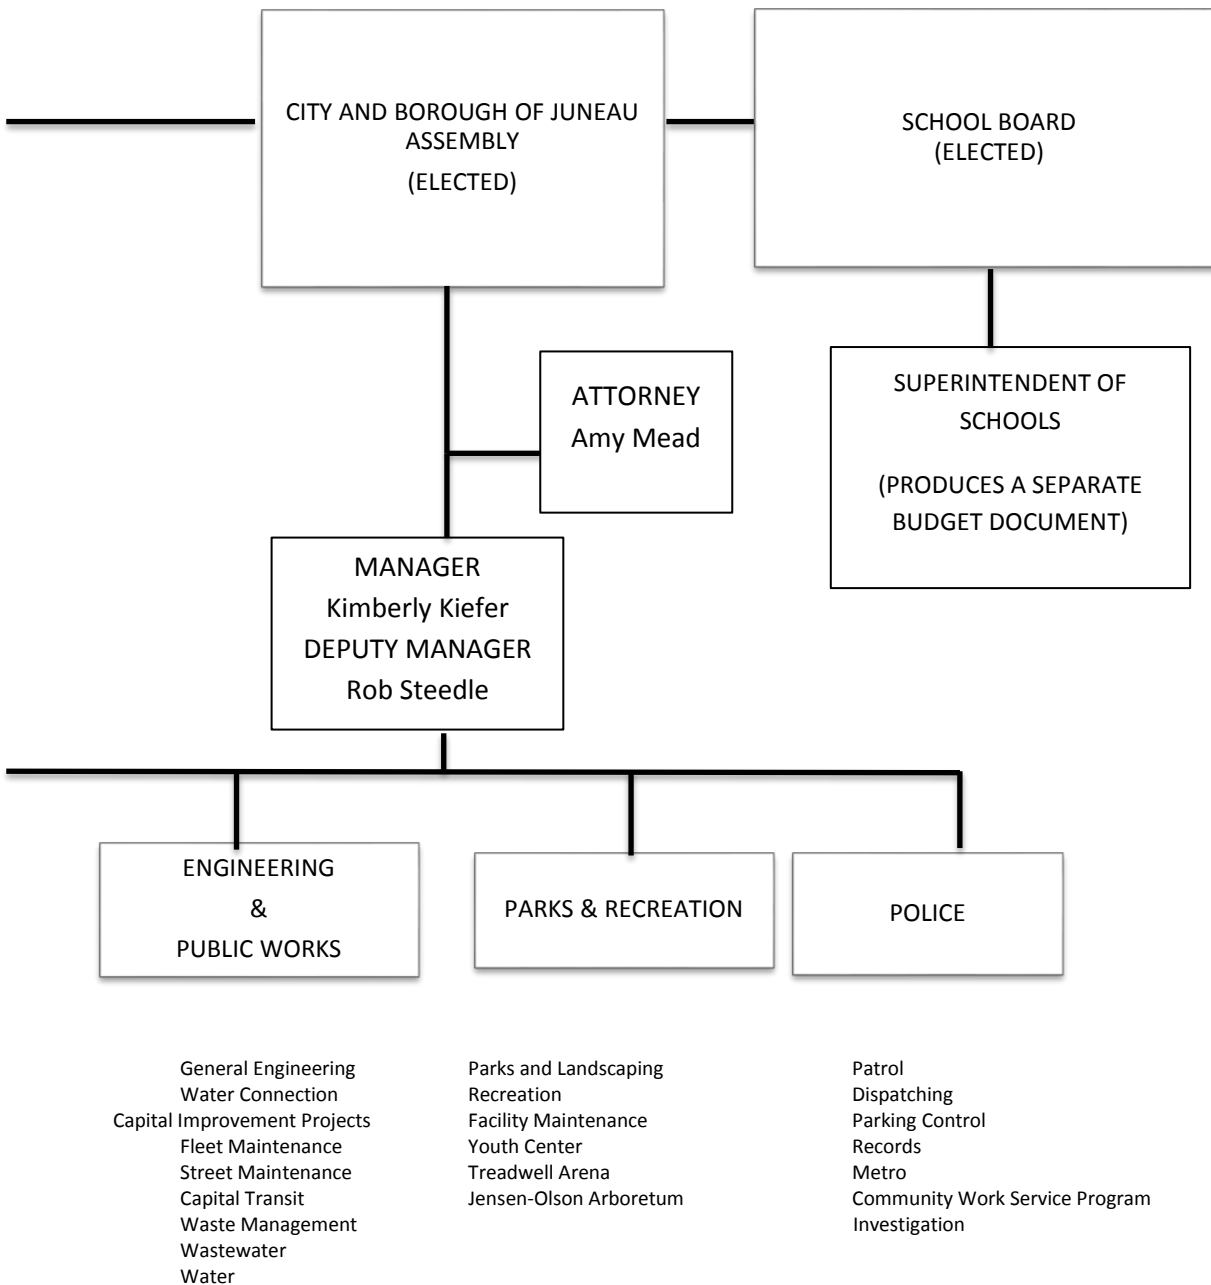 CITY AND BOROUGH OF JUNEAU
ASSEMBLY
(ELECTED)
SCHOOL BOARD
(ELECTED)
ATTORNEY
Amy Mead
SUPERINTENDENT OF
SCHOOLS
(PRODUCES A SEPARATE
BUDGET DOCUMENT)
MANAGER
Kimberly Kiefer
DEPUTY MANAGER
Rob Steedle
ENGINEERING
&
PUBLIC WORKS
PARKS & RECREATION
POLICE
General Engineering
Water Connection
Capital Improvement Projects
Fleet Maintenance
Street Maintenance
Capital Transit
Waste Management
Wastewater
Water
Parks and Landscaping
Recreation
Facility Maintenance
Youth Center
Treadwell Arena
Jensen-Olson Arboretum
Patrol
Dispatching
Parking Control
Records
Metro
Community Work Service Program
Investigation